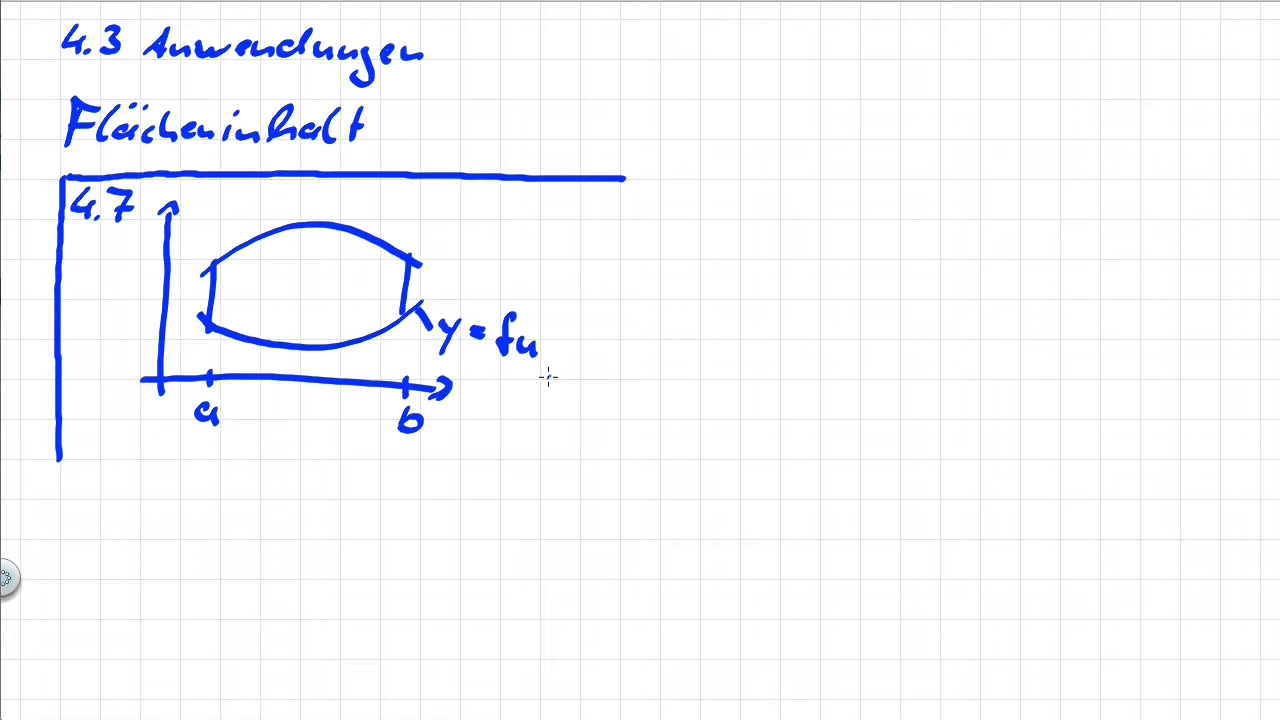 4.3 Anwendungen
Flächeninhalt
4.7
y = fu
a
b